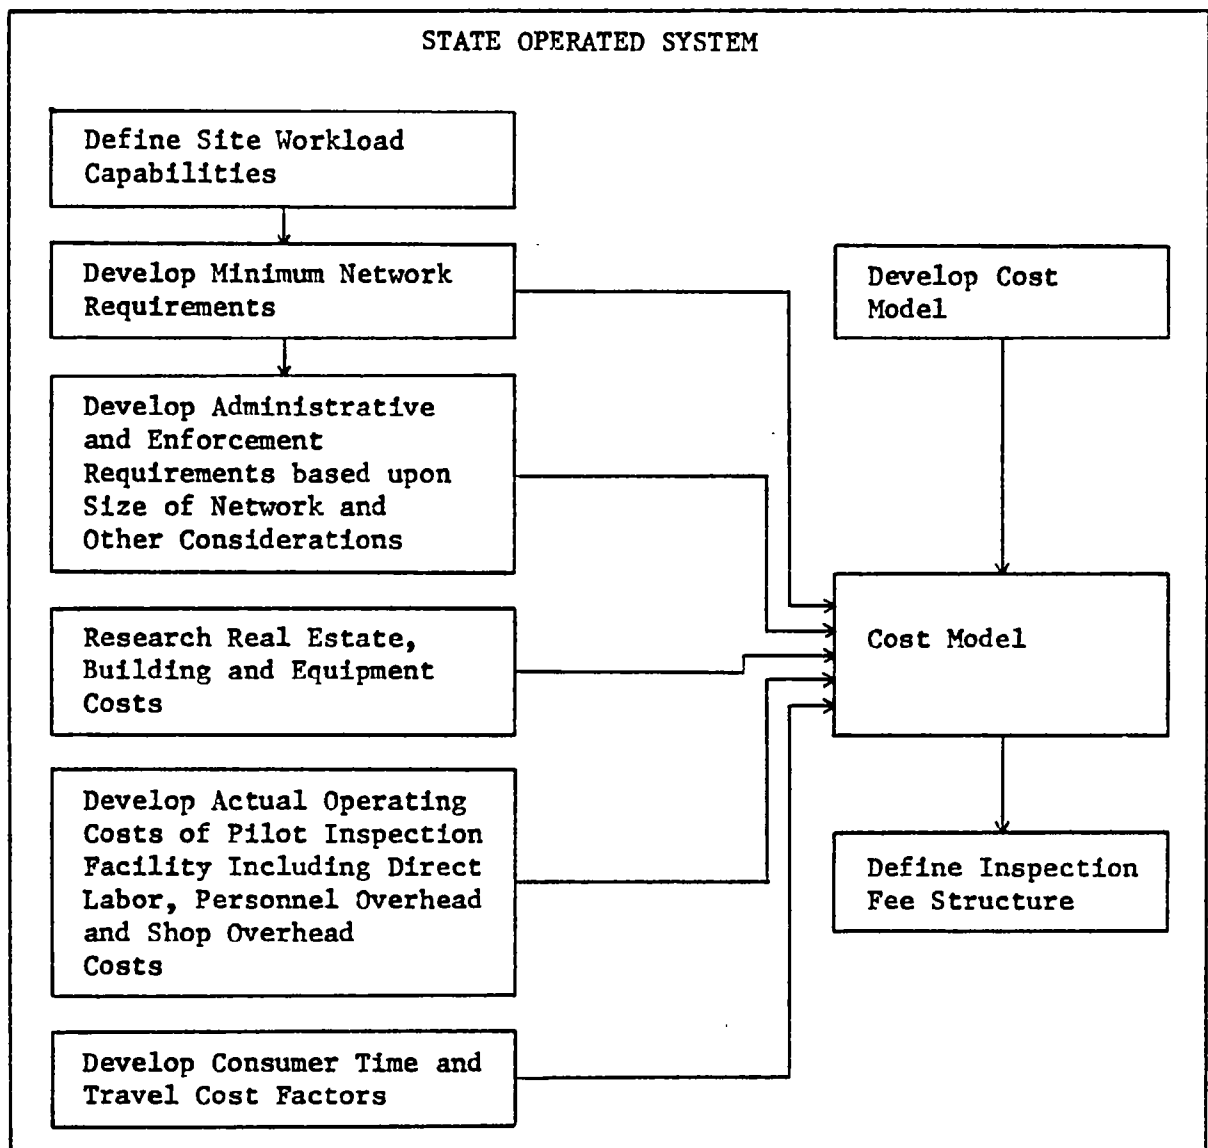 STATE OPERATED SYSTEM
Define Site Workload
Capabilities
Develop Minimum Network
Requirements
Develop Administrative
and Enforcement
Requirements based upon
Size of Network and
Other Considerations
Research Real Estate,
Building and Equipment
Costs
Develop Actual Operating
Costs of Pilot Inspection
Facility Including Direct
Labor, Personnel Overhead
and Shop Overhead
Costs
Develop Consumer Time and
Travel Cost Factors
Develop Cost
Model
Cost Model
Define Inspection
Fee Structure